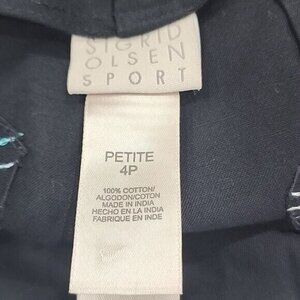 SIGRID
OLSEN
SPORT
PETITE
4P
100% COTTON/
ALGODON/COTON
MADE IN INDIA
HECHO EN LA INDIA
FABRIQUE EN INDE